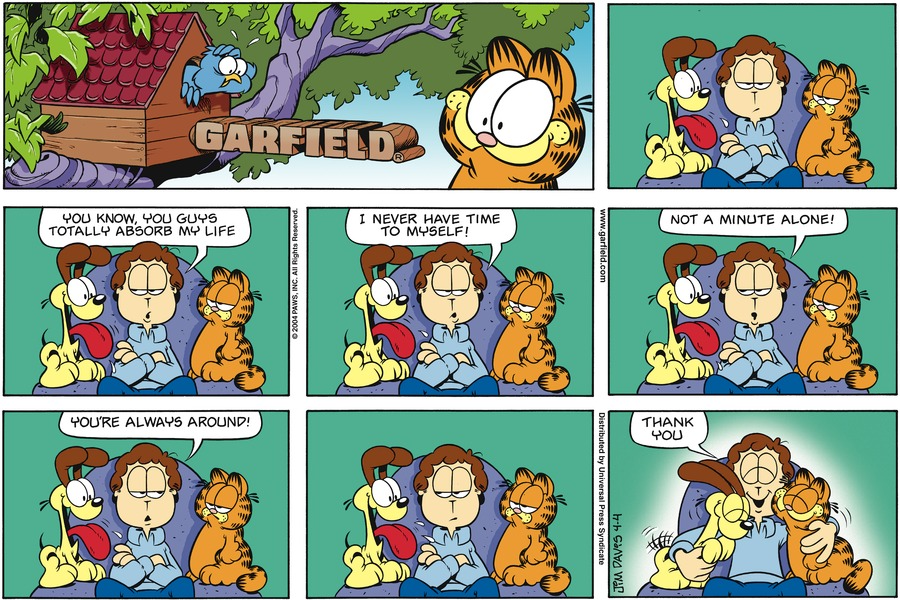 GARFIELD®
YOU KNOW, YOU GUYS
TOTALLY ABSORB MY LIFE
© 2004 PAWS, INC. All Rights Reserved.
I NEVER HAVE TIME
TO MYSELF!
www.garfield.com
NOT A MINUTE ALONE!
YOU'RE ALWAYS AROUND!
Distributed by Universal Press Syndicate
THANK
YOU
JIM DAVIS 4-4